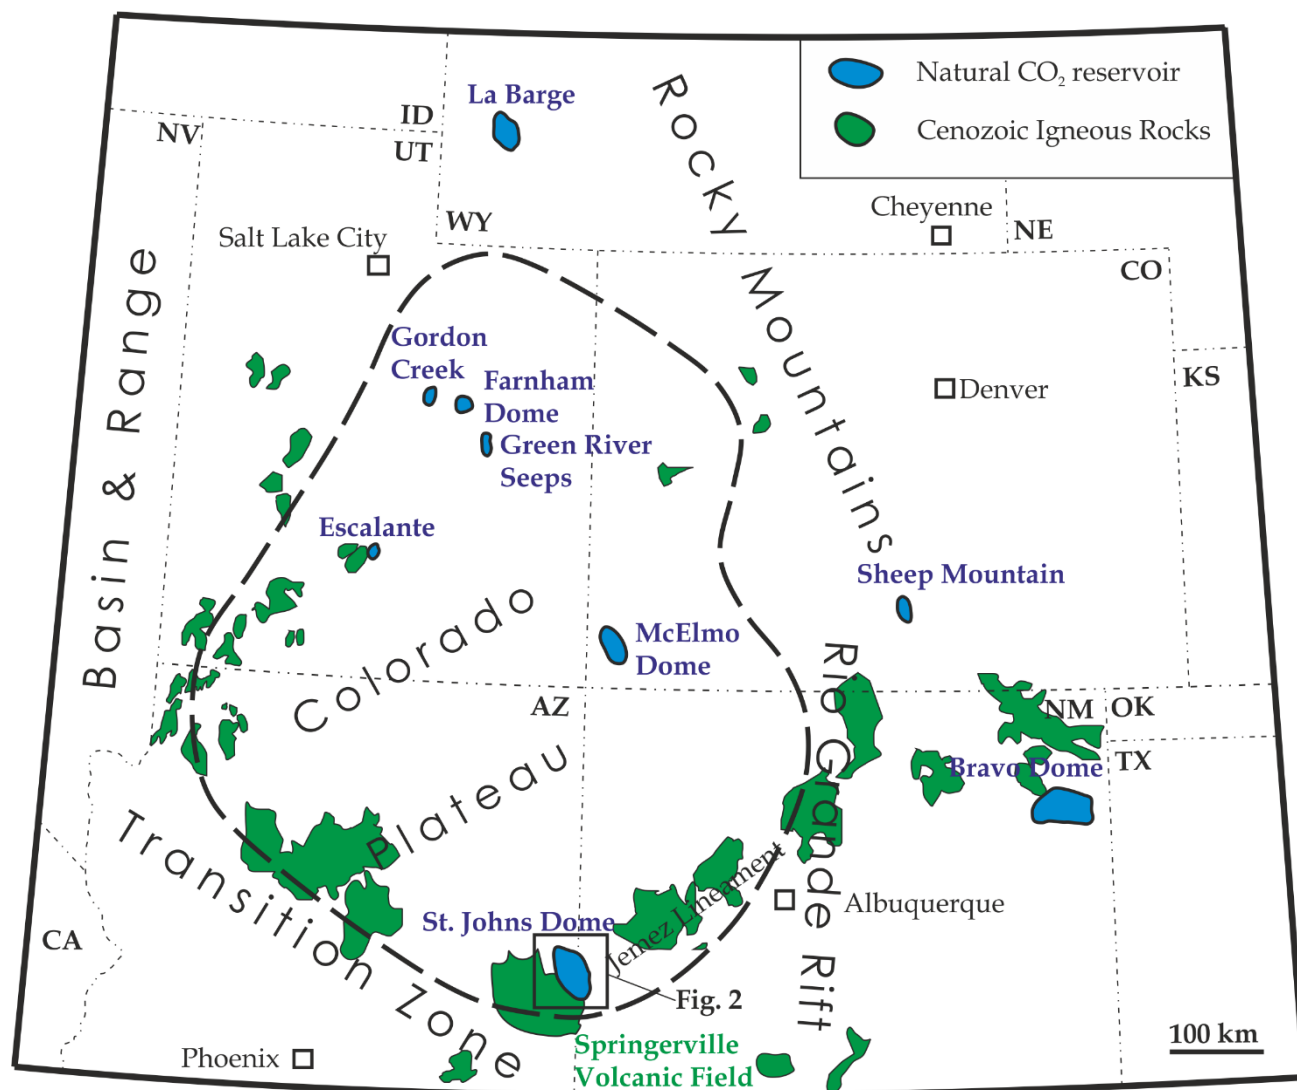 Natural CO₂ reservoir
Cenozoic Igneous Rocks
La Barge
ID
NV
UT
WY
Rocky Mountains
Cheyenne
NE
Salt Lake City
CO
Basin & Range
Gordon
Creek
Farnham
Dome
Green River
Seeps
Denver
KS
Escalante
Sheep Mountain
McElmo
Dome
Colorado
Plateau
AZ
NM
OK
TX
Bravo Dome
Rio Grande Rift
Transition Zone
Jemez Lineament
Albuquerque
St. Johns Dome
CA
Fig. 2
Springerville
Volcanic Field
Phoenix
100 km